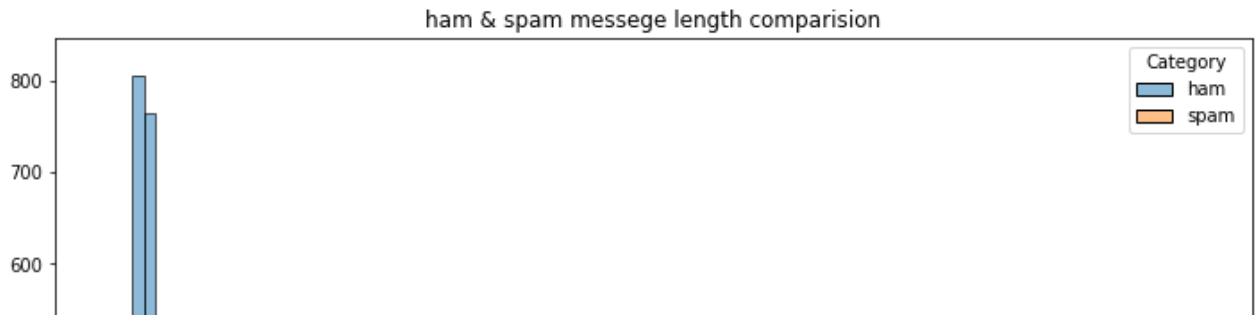 ham & spam messege length comparision
Category
ham
spam
800
700
600